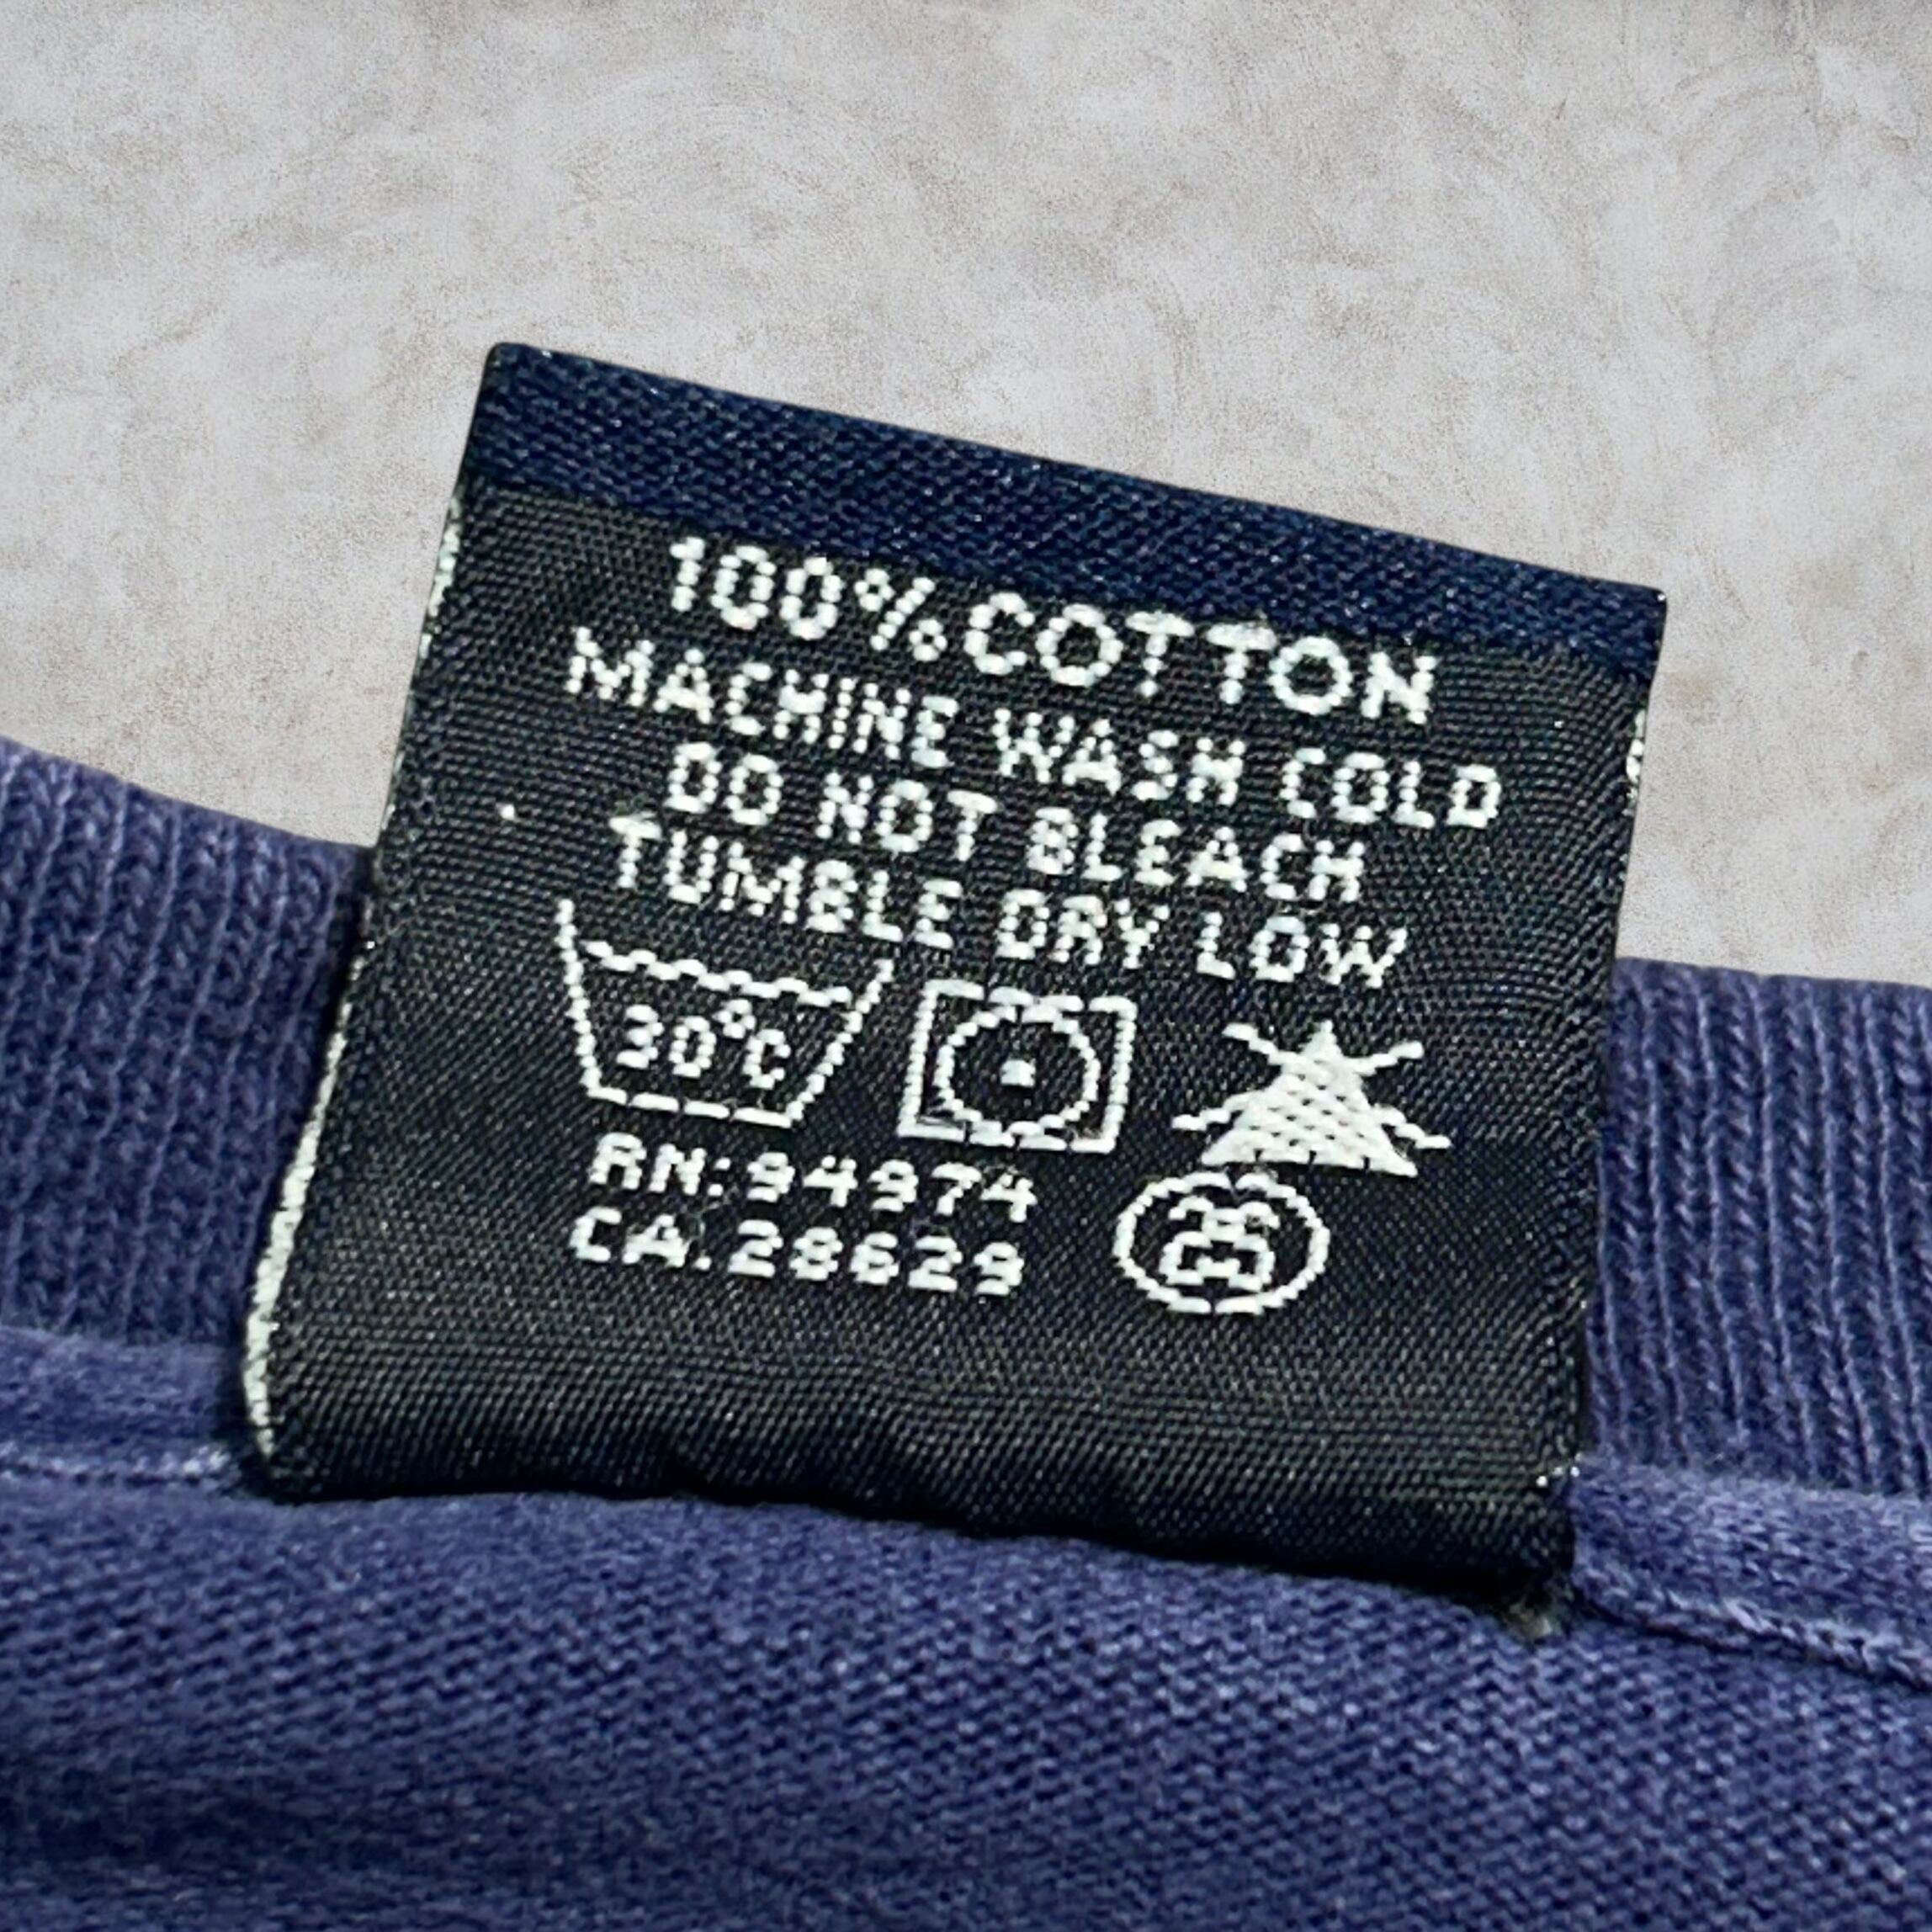 100% COTTON
MACHINE WASH COLD
DO NOT BLEACH
TUMBLE DRY LOW
30°C
RN:94974
CA.28629